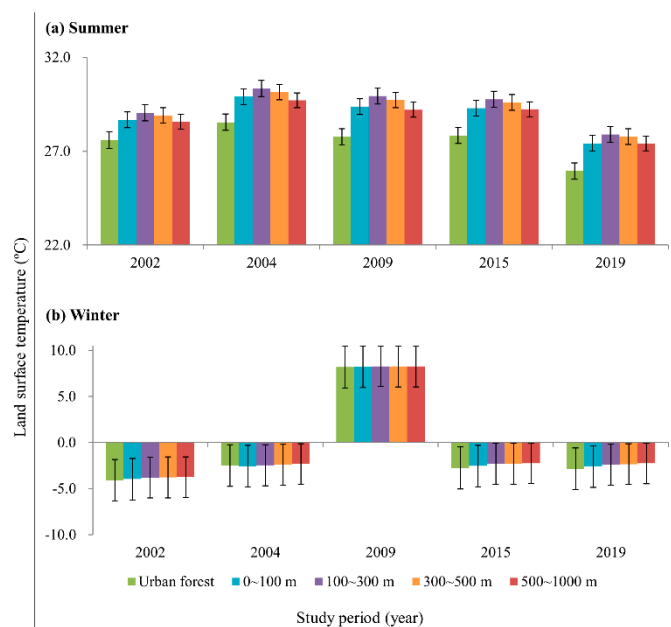 (a) Summer
32.0
27.0
22.0
2002 2004 2009 2015 2019
Land surface temperature (ºC)
(b) Winter
10.0
5.0
0.0
-5.0
-10.0
2002 2004 2009 2015 2019
Urban forest 0~100 m 100~300 m 300~500 m 500~1000 m
Study period (year)